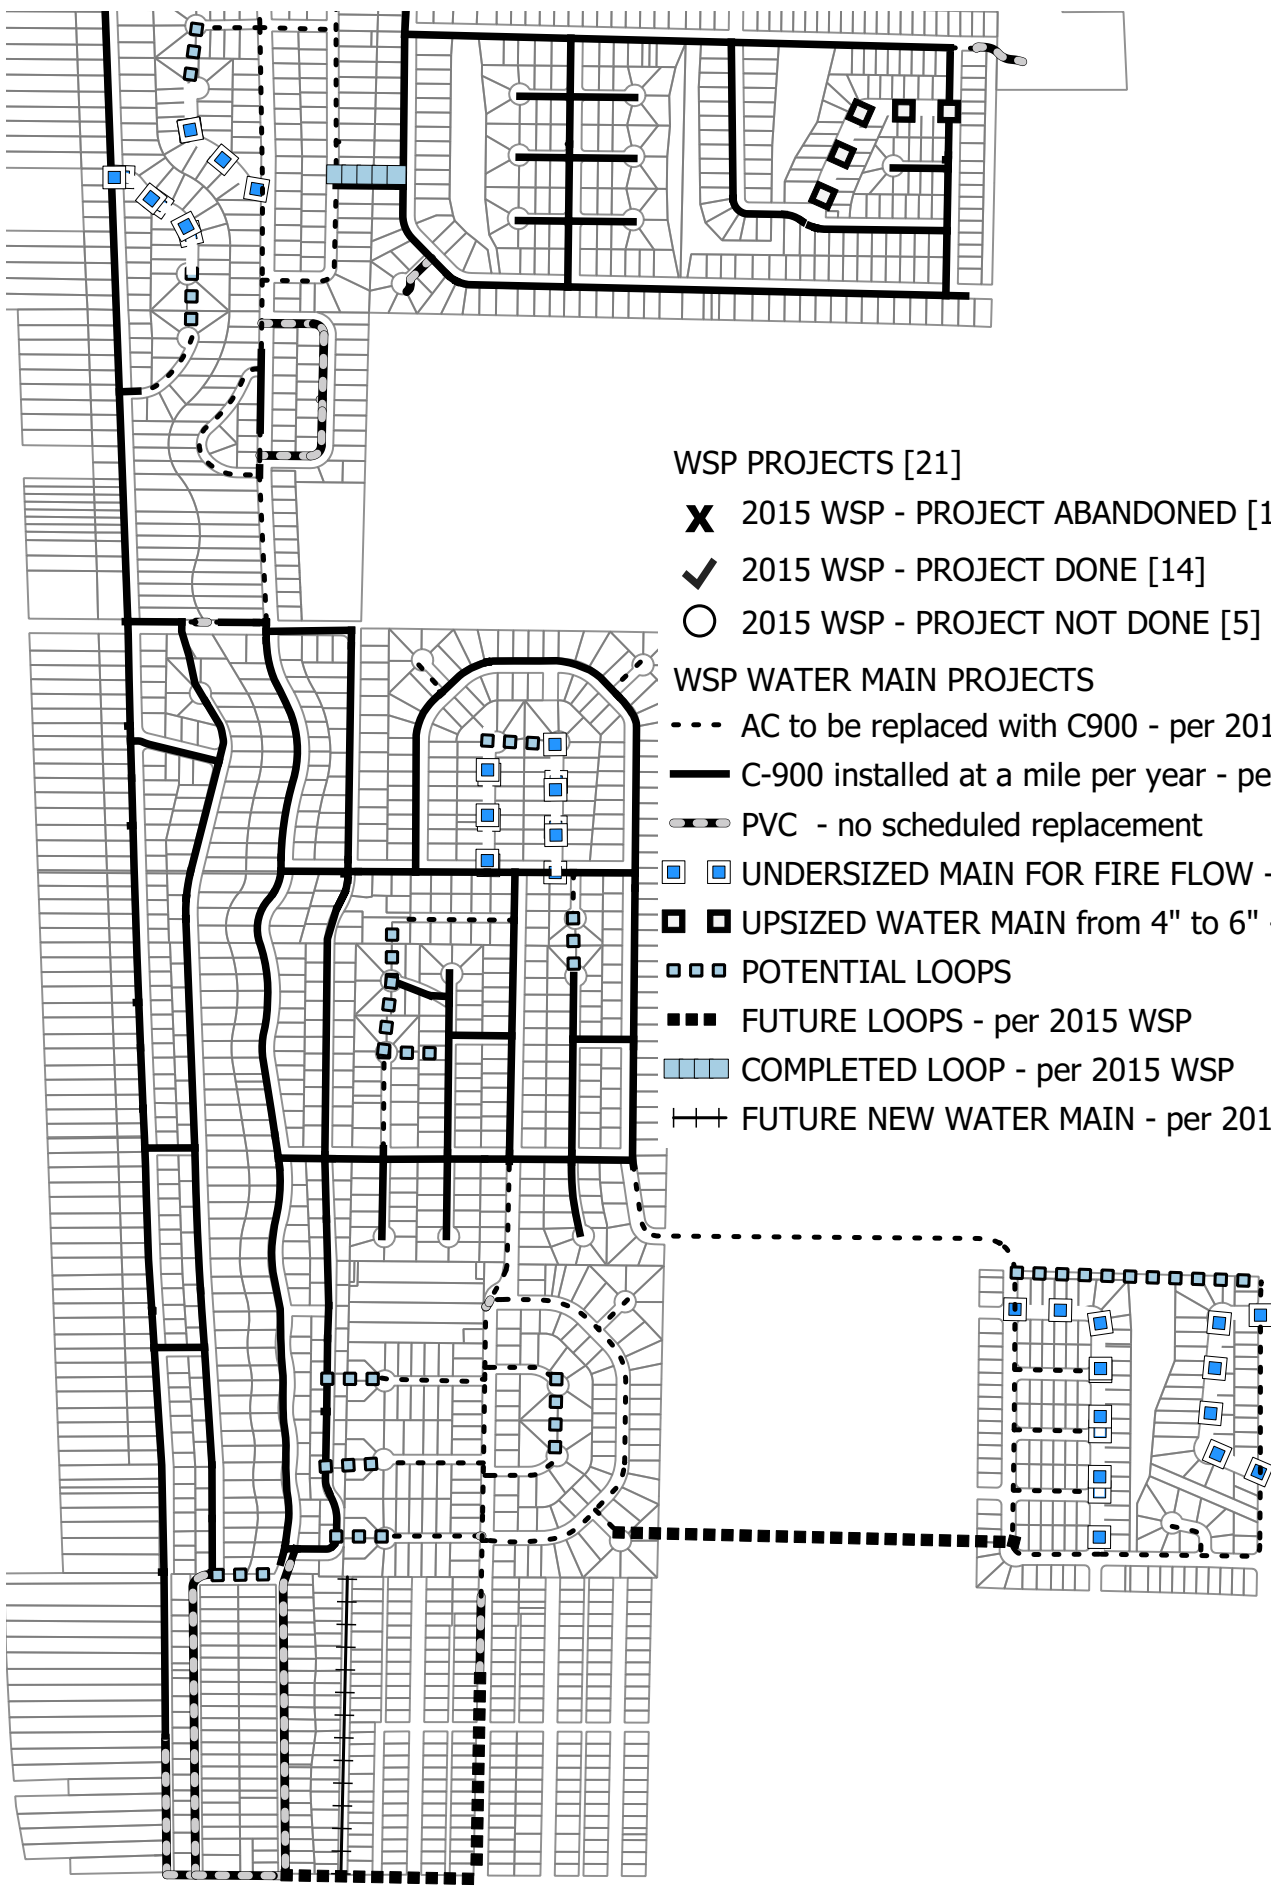 WSP PROJECTS [21]
2015 WSP - PROJECT ABANDONED [1
2015 WSP - PROJECT DONE [14]
2015 WSP - PROJECT NOT DONE [5]
WSP WATER MAIN PROJECTS
AC to be replaced with C900 - per 201
C-900 installed at a mile per year - pe
PVC - no scheduled replacement
UNDERSIZED MAIN FOR FIRE FLOW -
UPSIZED WATER MAIN from 4" to 6" -
POTENTIAL LOOPS
FUTURE LOOPS - per 2015 WSP
COMPLETED LOOP - per 2015 WSP
FUTURE NEW WATER MAIN - per 201